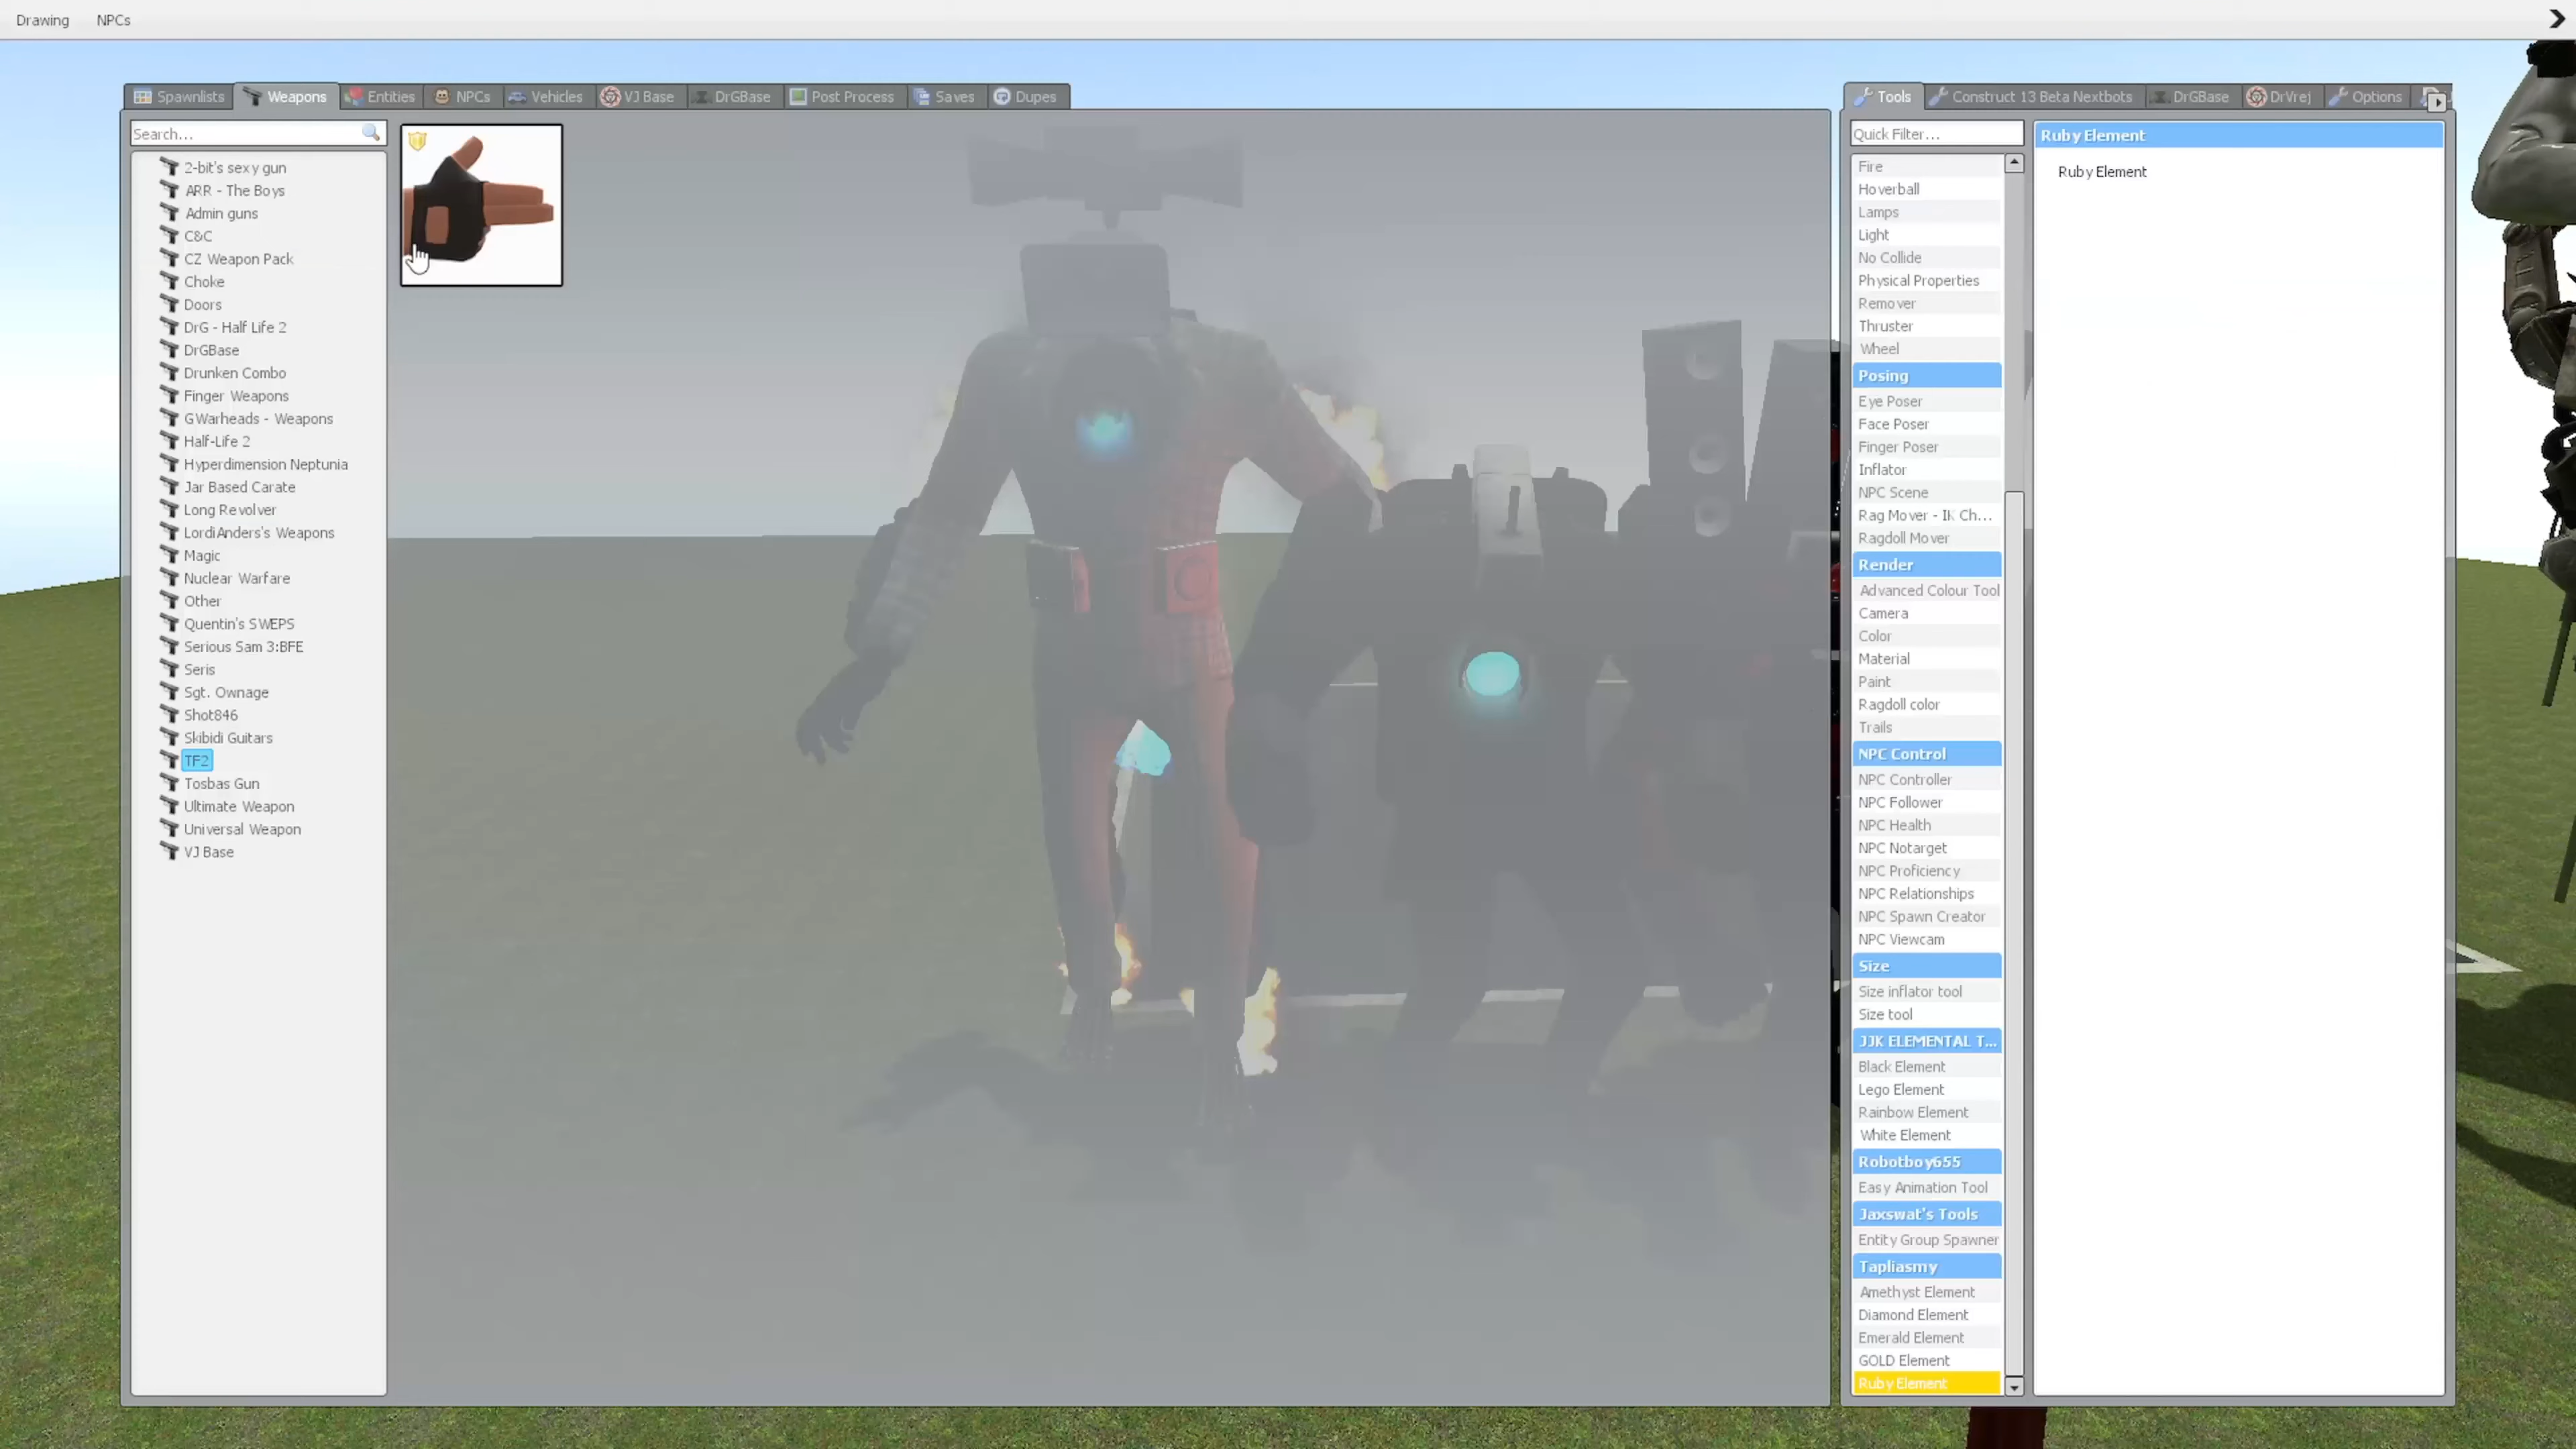 Drawing
NPCs
Spawnlists
Weapons
Entities
NPCs
Vehicles
VJ Base
DrGBase
Post Process
Saves
Dupes
Search...
2-bit's sexy gun
ARR - The Boys
Admin guns
C&C
CZ Weapon Pack
Choke
Doors
DrG - Half Life 2
DrGBase
Drunken Combo
Finger Weapons
GWarheads - Weapons
Half-Life 2
Hyperdimension Neptunia
Jar Based Carate
Long Revolver
LordiAnders's Weapons
Magic
Nuclear Warfare
Other
Quentin's SWEPS
Serious Sam 3:BFE
Seris
Sgt. Ownage
Shot846
Skibidi Guitars
TF2
Tosbas Gun
Ultimate Weapon
Universal Weapon
VJ Base
Tools
Construct 13 Beta Nextbots
DrGBase
DrVrej
Options
Quick Filter...
Fire
Hoverball
Lamps
Light
No Collide
Physical Properties
Remover
Thruster
Wheel
Posing
Eye Poser
Face Poser
Finger Poser
Inflator
NPC Scene
Rag Mover - IK Ch...
Ragdoll Mover
Render
Advanced Colour Tool
Camera
Color
Material
Paint
Ragdoll color
Trails
NPC Control
NPC Controller
NPC Follower
NPC Health
NPC Notarget
NPC Proficiency
NPC Relationships
NPC Spawn Creator
NPC Viewcam
Size
Size inflator tool
Size tool
JJK ELEMENTAL T...
Black Element
Lego Element
Rainbow Element
White Element
Robotboy655
Easy Animation Tool
Jaxswat's Tools
Entity Group Spawner
Tapliasmy
Amethyst Element
Diamond Element
Emerald Element
GOLD Element
Ruby Element
Ruby Element
Ruby Element